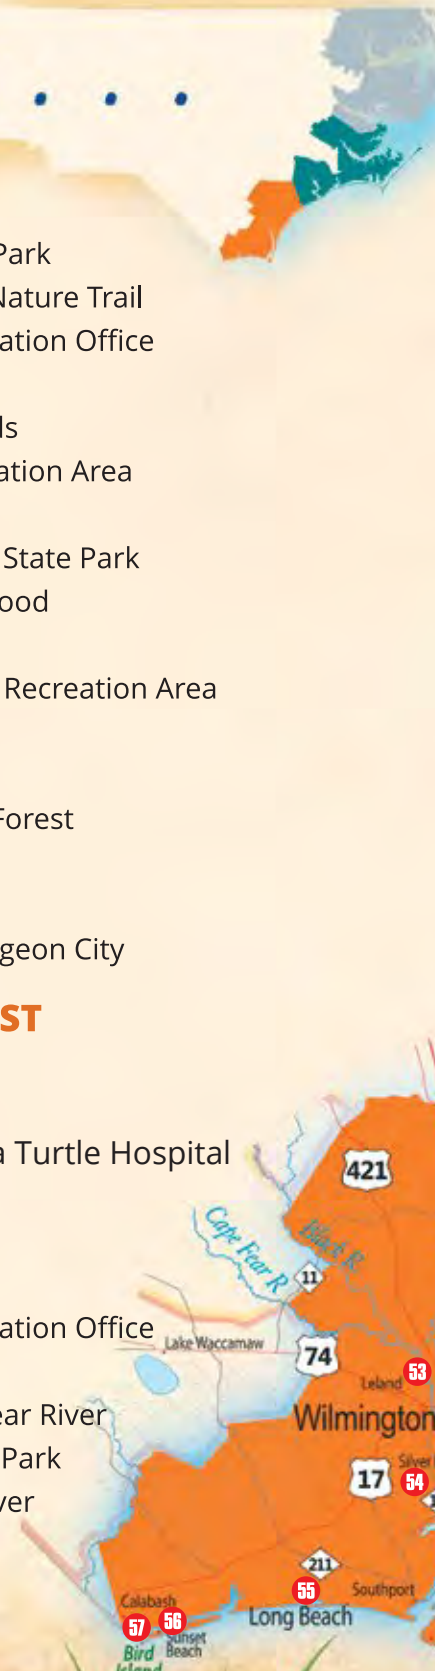 Park
Nature Trail
ation Office
ls
ation Area
State Park
ood
Recreation Area
Forest
geon City
ST
a Turtle Hospital
421
Cape Fear R
Black R.
11
ation Office
Lake Waccamaw
74
53
Leland
ear River
Wilmington
Park
Silver
17
54
ver
211
55
Southport
Calabash
56
Long Beach
57
Sunset
Beach
Bird
Island